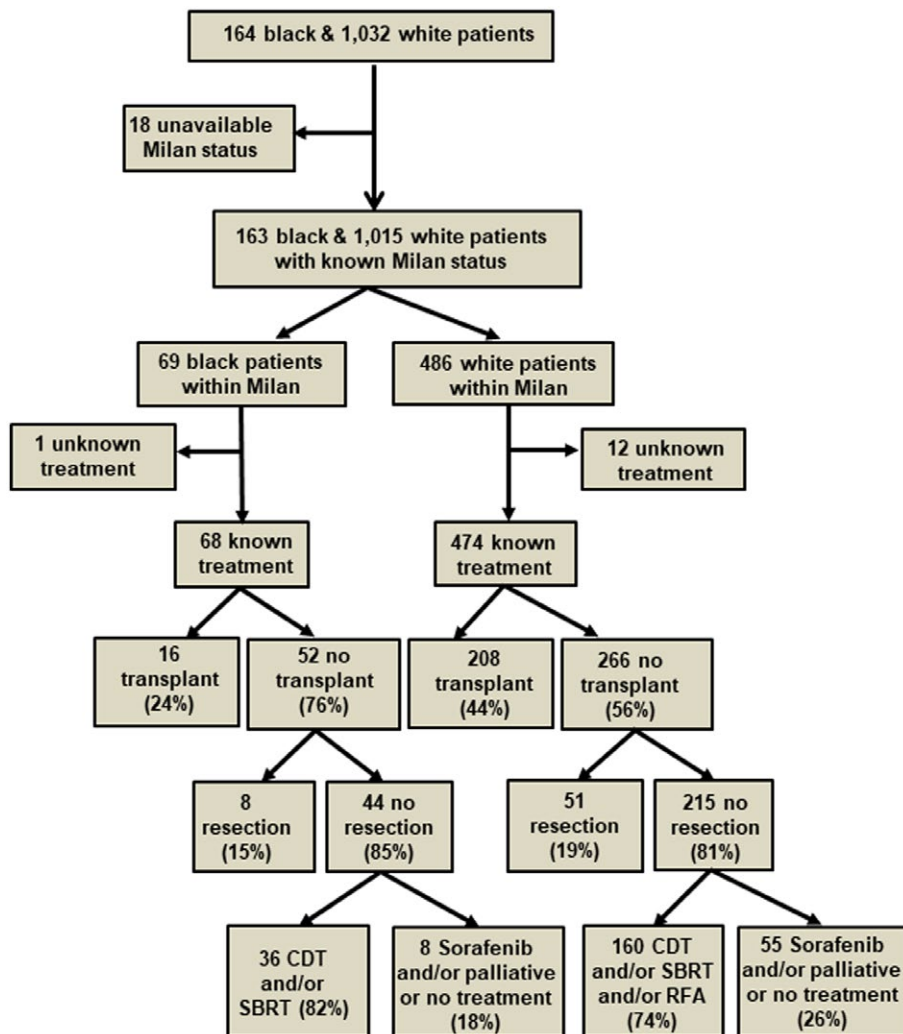 164 black & 1,032 white patients
18 unavailable
Milan status
163 black & 1,015 white patients
with known Milan status
69 black patients
within Milan
486 white patients
within Milan
1 unknown
treatment
12 unknown
treatment
68 known
treatment
474 known
treatment
16
transplant
(24%)
52 no
transplant
(76%)
208
transplant
(44%)
266 no
transplant
(56%)
8
resection
(15%)
44 no
resection
(85%)
51
resection
(19%)
215 no
resection
(81%)
36 CDT
and/or
SBRT (82%)
8 Sorafenib
and/or palliative
or no treatment
(18%)
160 CDT
and/or SBRT
and/or RFA
(74%)
55 Sorafenib
and/or palliative
or no treatment
(26%)